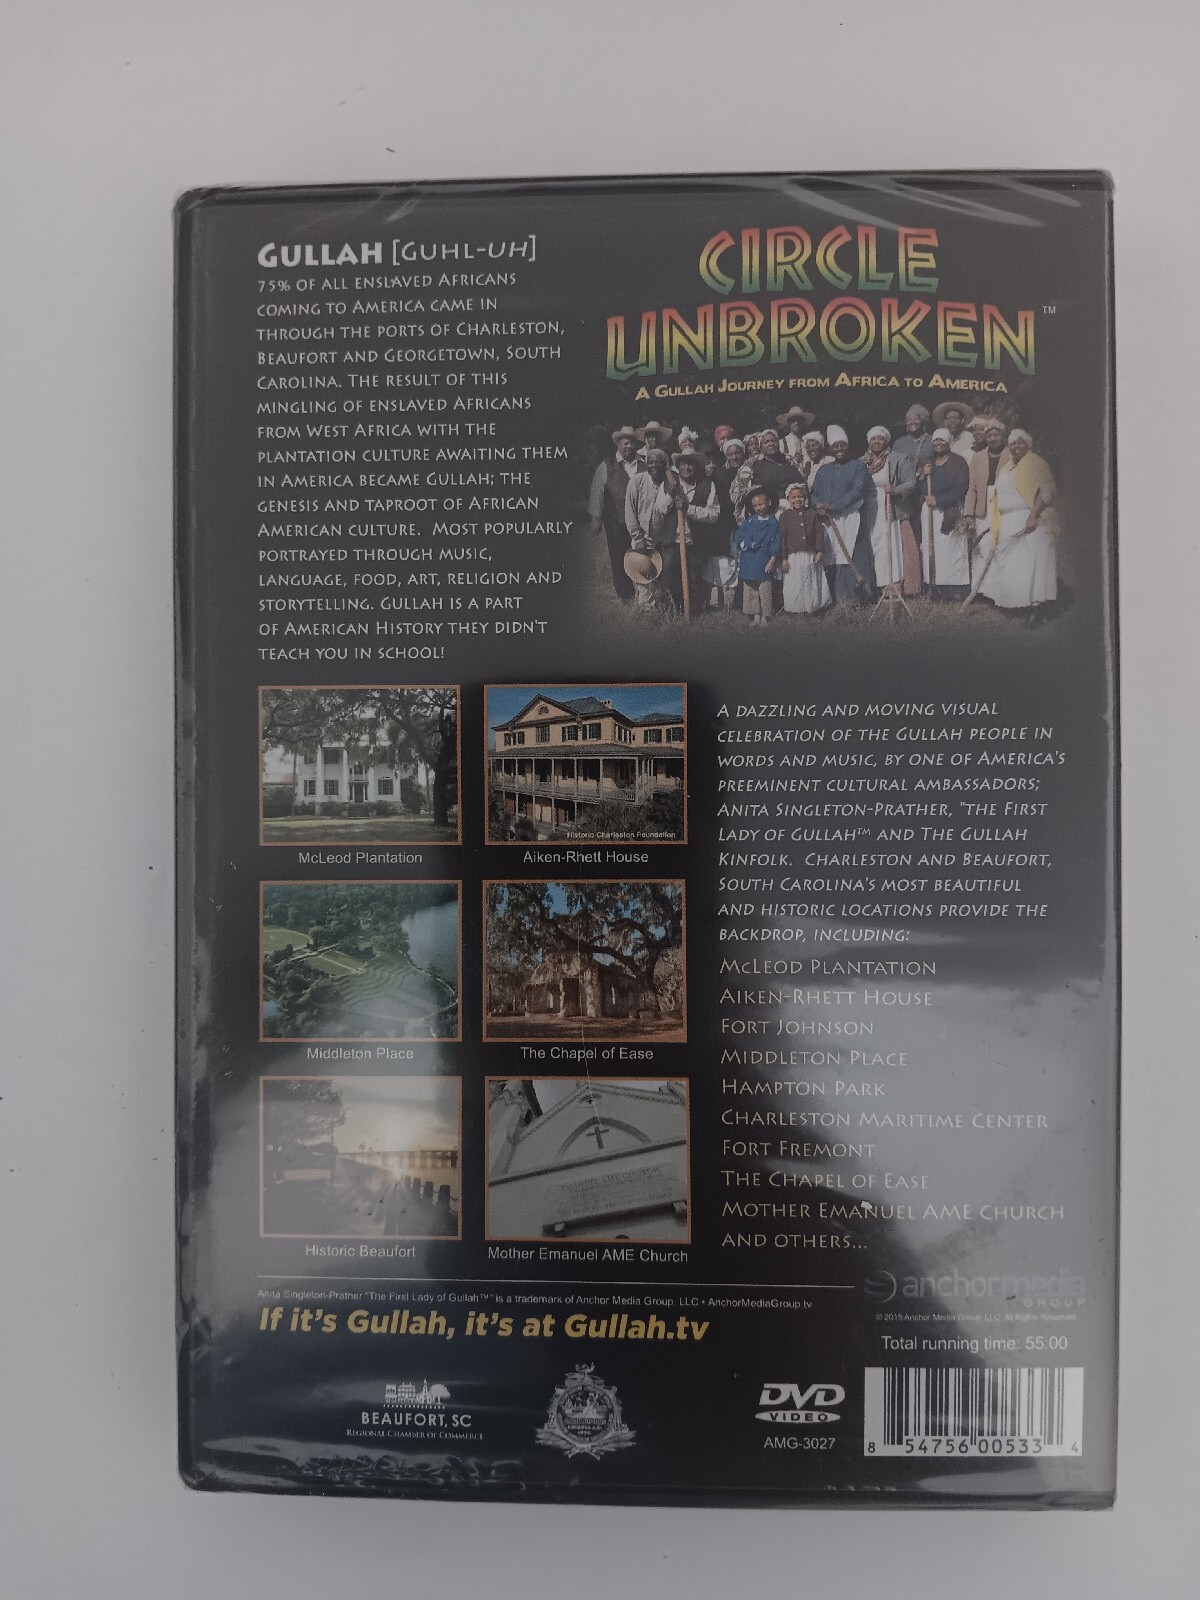 GULLAH [GUHL-UH]
75% OF ALL ENSLAVED AFRICANS
COMING TO AMERICA CAME IN
THROUGH THE PORTS OF CHARLESTON,
BEAUFORT AND GEORGETOWN, SOUTH
CAROLINA. THE RESULT OF THIS
MINGLING OF ENSLAVED AFRICANS
FROM WEST AFRICA WITH THE
PLANTATION CULTURE AWAITING THEM
IN AMERICA BECAME GULLAH; THE
GENESIS AND TAPROOT OF AFRICAN
AMERICAN CULTURE. MOST POPULARLY
PORTRAYED THROUGH MUSIC,
LANGUAGE, FOOD, ART, RELIGION AND
STORYTELLING. GULLAH IS A PART
OF AMERICAN HISTORY THEY DIDN'T
TEACH YOU IN SCHOOL!
CIRCLE
UNBROKEN™
A GULLAH JOURNEY FROM AFRICA TO AMERICA
Historic Charleston Foundation
McLeod Plantation
Aiken-Rhett House
Middleton Place
The Chapel of Ease
Historic Beaufort
Mother Emanuel AME Church
A DAZZLING AND MOVING VISUAL
CELEBRATION OF THE GULLAH PEOPLE IN
WORDS AND MUSIC, BY ONE OF AMERICA'S
PREEMINENT CULTURAL AMBASSADORS;
ANITA SINGLETON-PRATHER, "THE FIRST
LADY OF GULLAH™ AND THE GULLAH
KINFOLK. CHARLESTON AND BEAUFORT,
SOUTH CAROLINA'S MOST BEAUTIFUL
AND HISTORIC LOCATIONS PROVIDE THE
BACKDROP, INCLUDING:
MCLEOD PLANTATION
AIKEN-RHETT HOUSE
FORT JOHNSON
MIDDLETON PLACE
HAMPTON PARK
CHARLESTON MARITIME CENTER
FORT FREMONT
THE CHAPEL OF EASE
MOTHER EMANUEL AME CHURCH
AND OTHERS...
Anita Singleton-Prather "The First Lady of Gullah™" is a trademark of Anchor Media Group, LLC • AnchorMediaGroup.tv
If it's Gullah, it's at Gullah.tv
anchormedia
GROUP
© 2015 Anchor Media Group, LLC. All Rights Reserved
Total running time: 55:00
BEAUFORT, SC
REGIONAL CHAMBER OF COMMERCE
DVD
VIDEO
AMG-3027
8 54756 00533 4